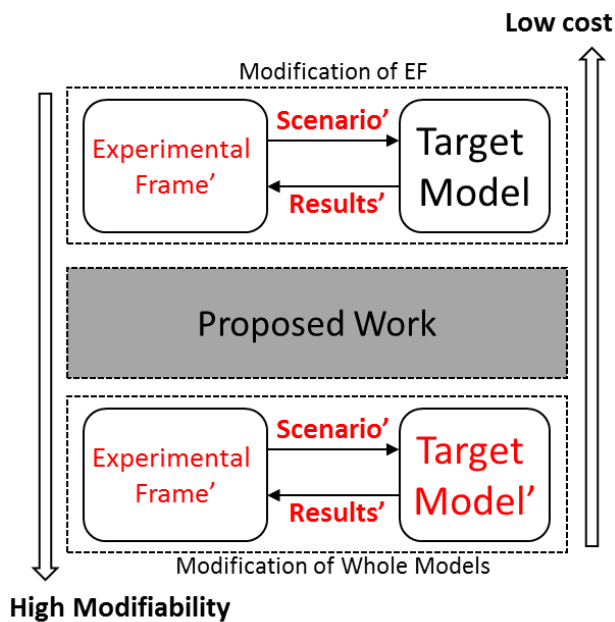 Low cost
Modification of EF
Experimental
Frame’
Scenario’
Results’
Target
Model
Proposed Work
Experimental
Frame’
Scenario’
Results’
Target
Model’
Modification of Whole Models
High Modifiability